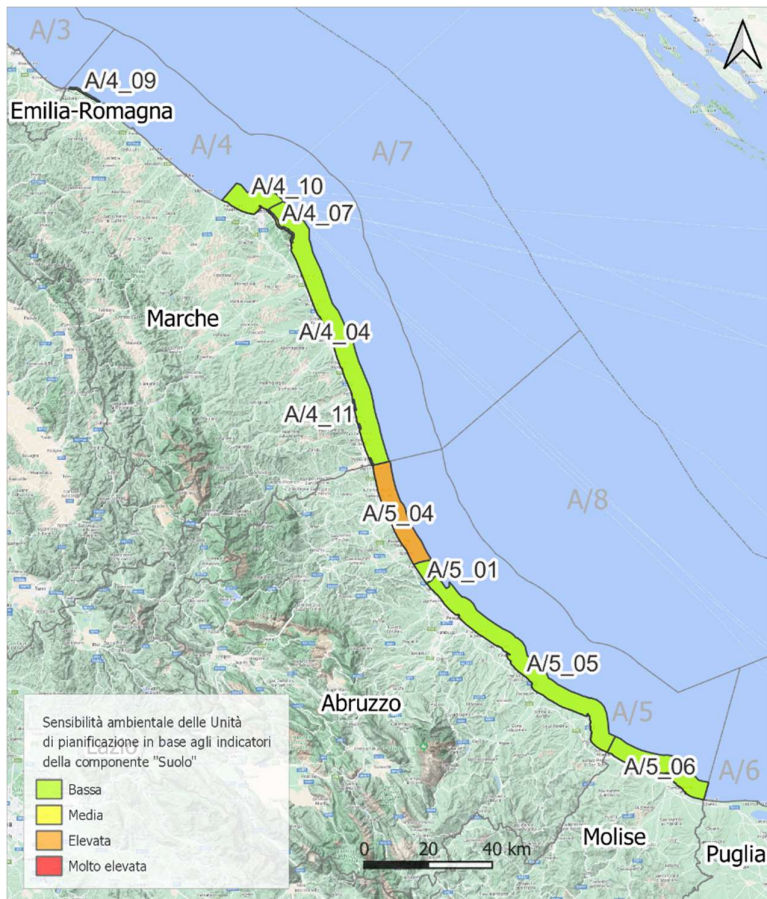 A/3
A/4_09
Emilia-Romagna
A/4
A/7
A/4_10
A/4_07
Marche
A/4_04
A/4_11
A/8
A/5_04
A/5_01
A/5_05
Abruzzo
A/5
A/5_06
A/6
Molise
Puglia
Lazio
Sensibilità ambientale delle Unità
di pianificazione in base agli indicatori
della componente "Suolo"
Bassa
Media
Elevata
Molto elevata
0 20 40 km